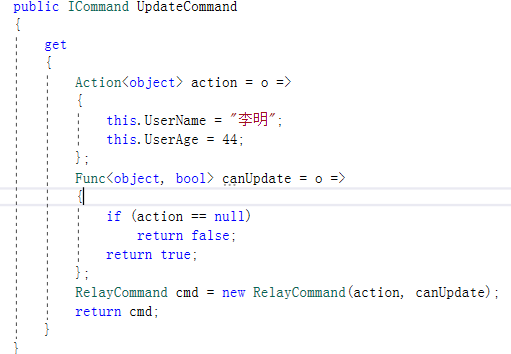 public ICommand UpdateCommand
{
    get
    {
        Action<object> action = o =>
        {
            this.UserName = "李明";
            this.UserAge = 44;
        };
        Func<object, bool> canUpdate = o =>
        {
            if (action == null)
                return false;
            return true;
        };
        RelayCommand cmd = new RelayCommand(action, canUpdate);
        return cmd;
    }
}